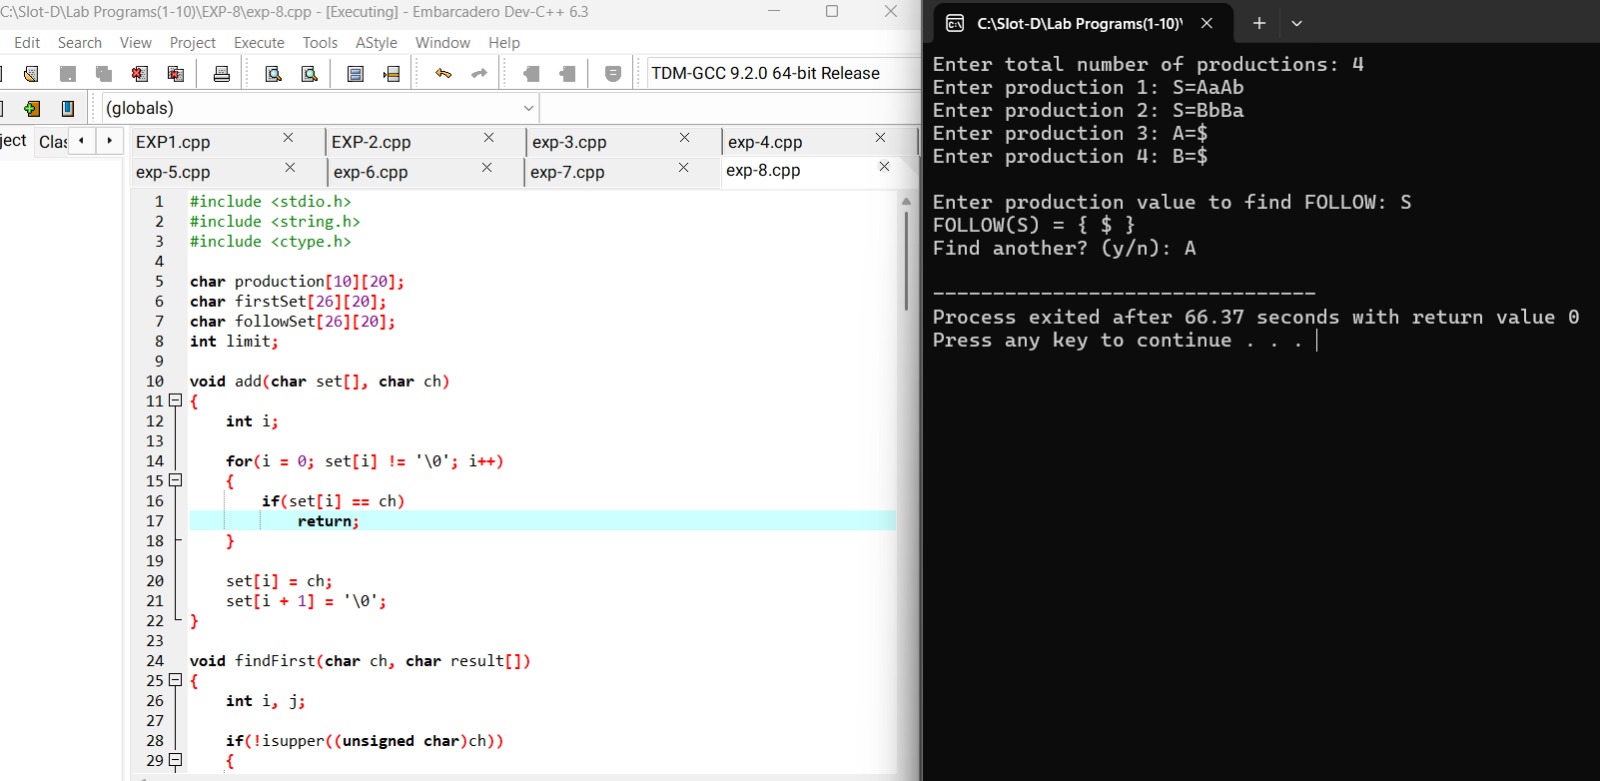 C:\Slot-D\Lab Programs(1-10)\EXP-8\exp-8.cpp - [Executing] - Embarcadero Dev-C++ 6.3
Edit Search View Project Execute Tools AStyle Window Help
TDM-GCC 9.2.0 64-bit Release
(globals)
ject Clas
EXP1.cpp EXP-2.cpp exp-3.cpp exp-4.cpp
exp-5.cpp exp-6.cpp exp-7.cpp exp-8.cpp
1 #include <stdio.h>
2 #include <string.h>
3 #include <ctype.h>
4
5 char production[10][20];
6 char firstSet[26][20];
7 char followSet[26][20];
8 int limit;
9
10 void add(char set[], char ch)
11 {
12 int i;
13
14 for(i = 0; set[i] != '\0'; i++)
15 {
16 if(set[i] == ch)
17 return;
18 }
19
20 set[i] = ch;
21 set[i + 1] = '\0';
22 }
23
24 void findFirst(char ch, char result[])
25 {
26 int i, j;
27
28 if(!isupper((unsigned char)ch))
29 {
C:\Slot-D\Lab Programs(1-10)\
Enter total number of productions: 4
Enter production 1: S=AaAb
Enter production 2: S=BbBa
Enter production 3: A=$
Enter production 4: B=$
Enter production value to find FOLLOW: S
FOLLOW(S) = { $ }
Find another? (y/n): A
--------------------------------
Process exited after 66.37 seconds with return value 0
Press any key to continue . . .